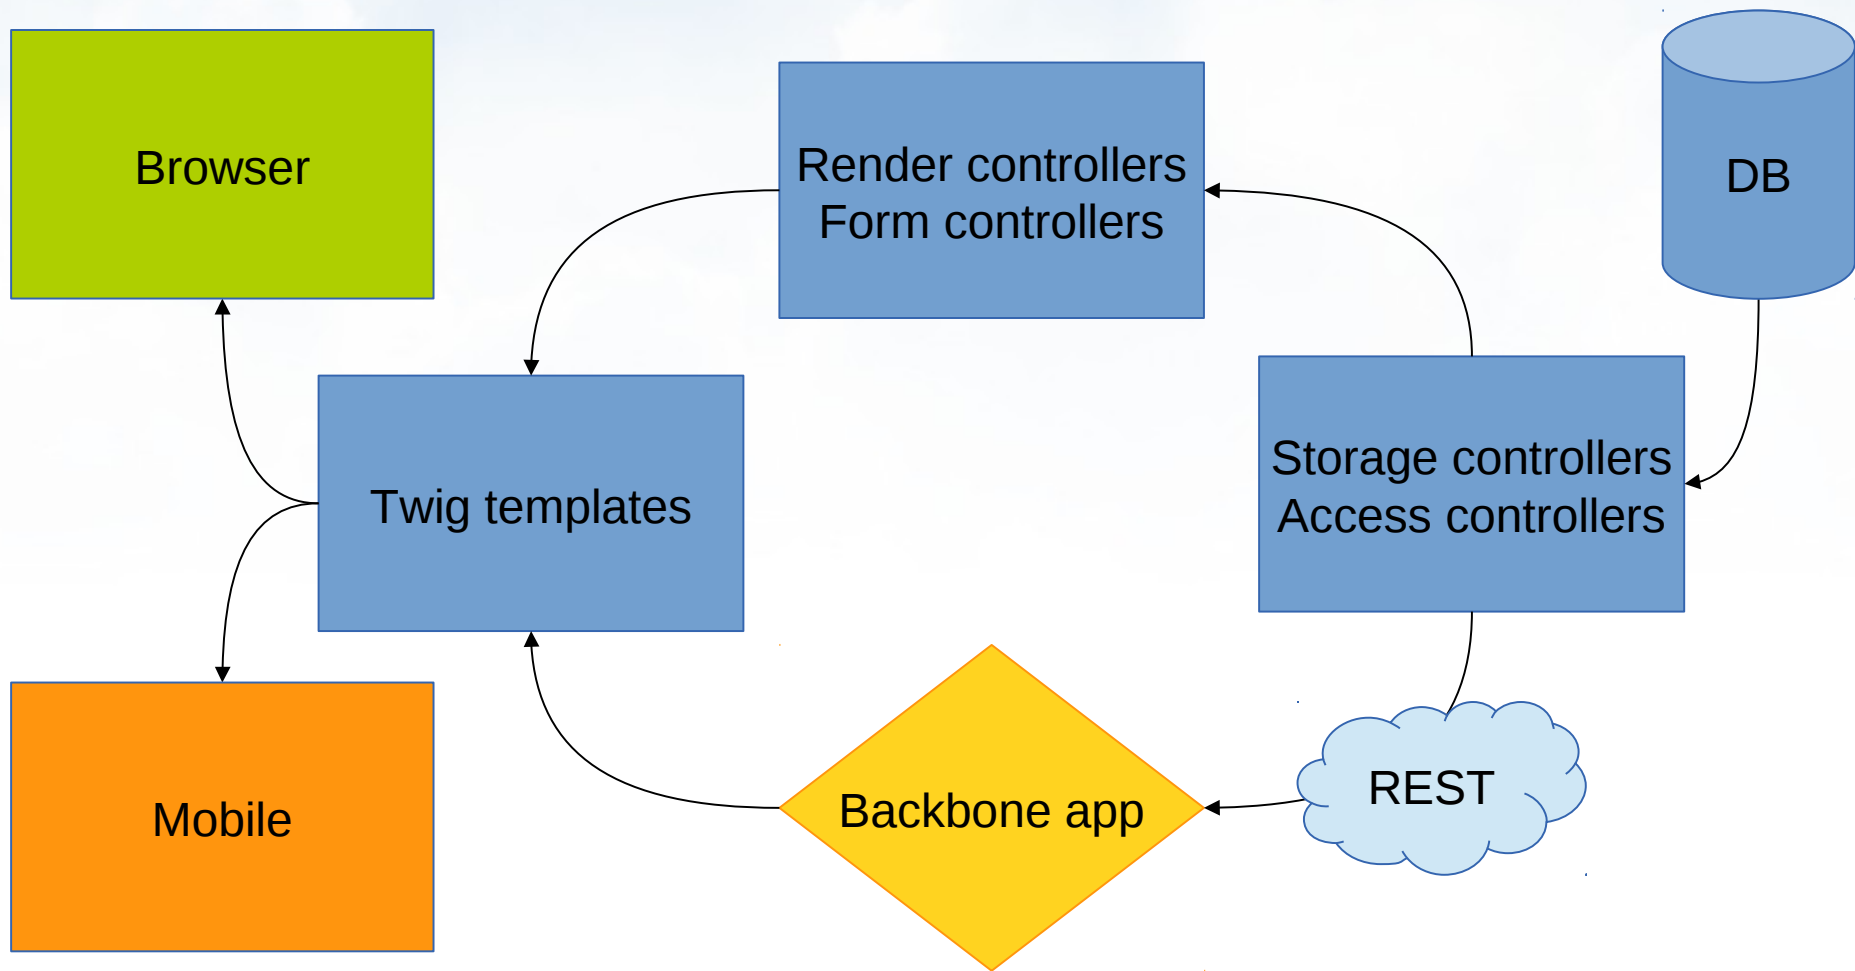 Browser
Render controllers
Form controllers
DB
Twig templates
Storage controllers
Access controllers
Mobile
Backbone app
REST